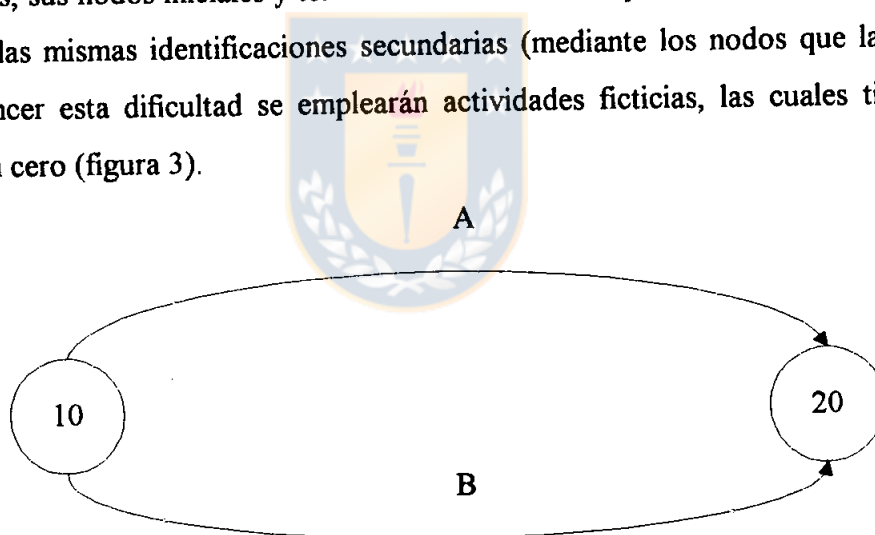 sus nodos iniciales y
las mismas identificaciones secundarias (mediante los nodos que la
ncer esta dificultad se emplearán actividades ficticias, las cuales ti
cero (figura 3).
A
10
20
B